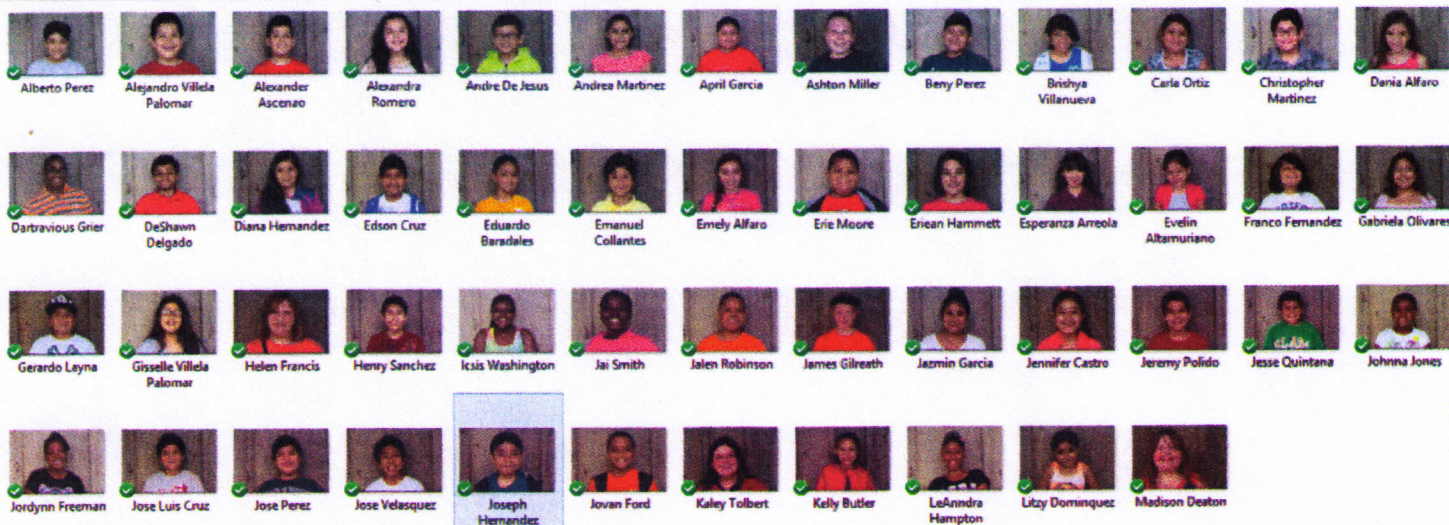 Alberto Perez
Alejandro Villela
Palomar
Alexander
Ascenao
Alexandra
Romero
Andre De Jesus
Andrea Martinez
April Garcia
Ashton Miller
Beny Perez
Brishya
Villanueva
Carla Ortiz
Christopher
Martinez
Dania Alfaro
Dartravious Grier
DeShawn
Delgado
Diana Hernandez
Edson Cruz
Eduardo
Baradales
Emanuel
Collantes
Emely Alfaro
Eric Moore
Erican Hammett
Esperanza Arreola
Evelin
Altamuriano
Franco Fernandez
Gabriela Olivares
Gerardo Layna
Gisselle Villela
Palomar
Helen Francis
Henry Sanchez
Icsis Washington
Jai Smith
Jalen Robinson
James Gilreath
Jazmin Garcia
Jennifer Castro
Jeremy Polido
Jesse Quintana
Johnna Jones
Jordynn Freeman
Jose Luis Cruz
Jose Perez
Jose Velasquez
Joseph
Hernandez
Jovan Ford
Kaley Tolbert
Kelly Butler
LeAnndra
Hampton
Litzy Dominquez
Madison Deaton